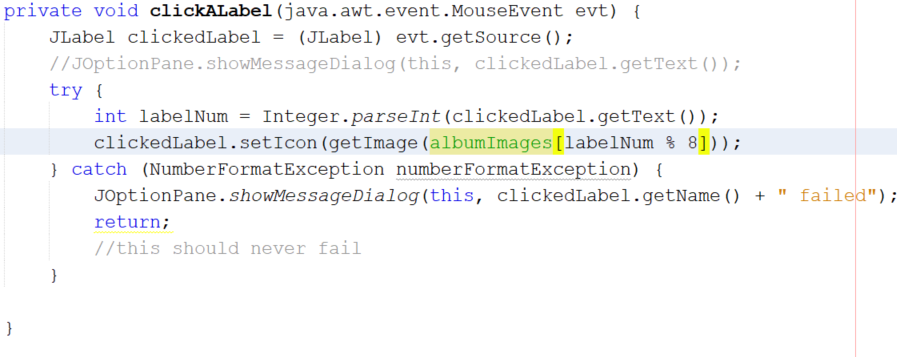 private void clickALabel(java.awt.event.MouseEvent evt) {
    JLabel clickedLabel = (JLabel) evt.getSource();
    //JOptionPane.showMessageDialog(this, clickedLabel.getText());
    try {
        int labelNum = Integer.parseInt(clickedLabel.getText());
        clickedLabel.setIcon(getImage(albumImages[labelNum % 8]));
    } catch (NumberFormatException numberFormatException) {
        JOptionPane.showMessageDialog(this, clickedLabel.getName() + " failed");
        return;
        //this should never fail
    }
}